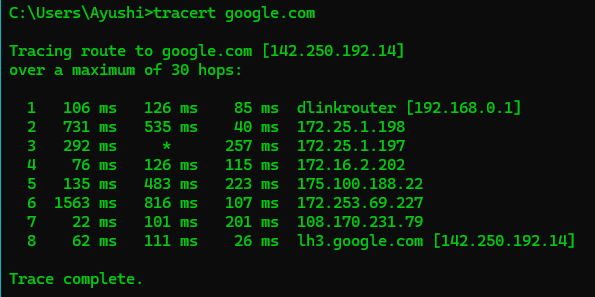 C:\Users\Ayushi>tracert google.com
Tracing route to google.com [142.250.192.14]
over a maximum of 30 hops:
1 106 ms 126 ms 85 ms dlinkrouter [192.168.0.1]
2 731 ms 535 ms 40 ms 172.25.1.198
3 292 ms * 257 ms 172.25.1.197
4 76 ms 126 ms 115 ms 172.16.2.202
5 135 ms 483 ms 223 ms 175.100.188.22
6 1563 ms 816 ms 107 ms 172.253.69.227
7 22 ms 101 ms 201 ms 108.170.231.79
8 62 ms 111 ms 26 ms lh3.google.com [142.250.192.14]
Trace complete.